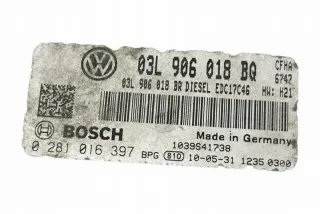 03L 906 018 BQ
CFHA
03L 906 018 BR DIESEL EDC17C46
6747
HW: H21
BOSCH
Made in Germany
1039S41738
0 281 016 397
BPG 810 10-05-31 1235 0300